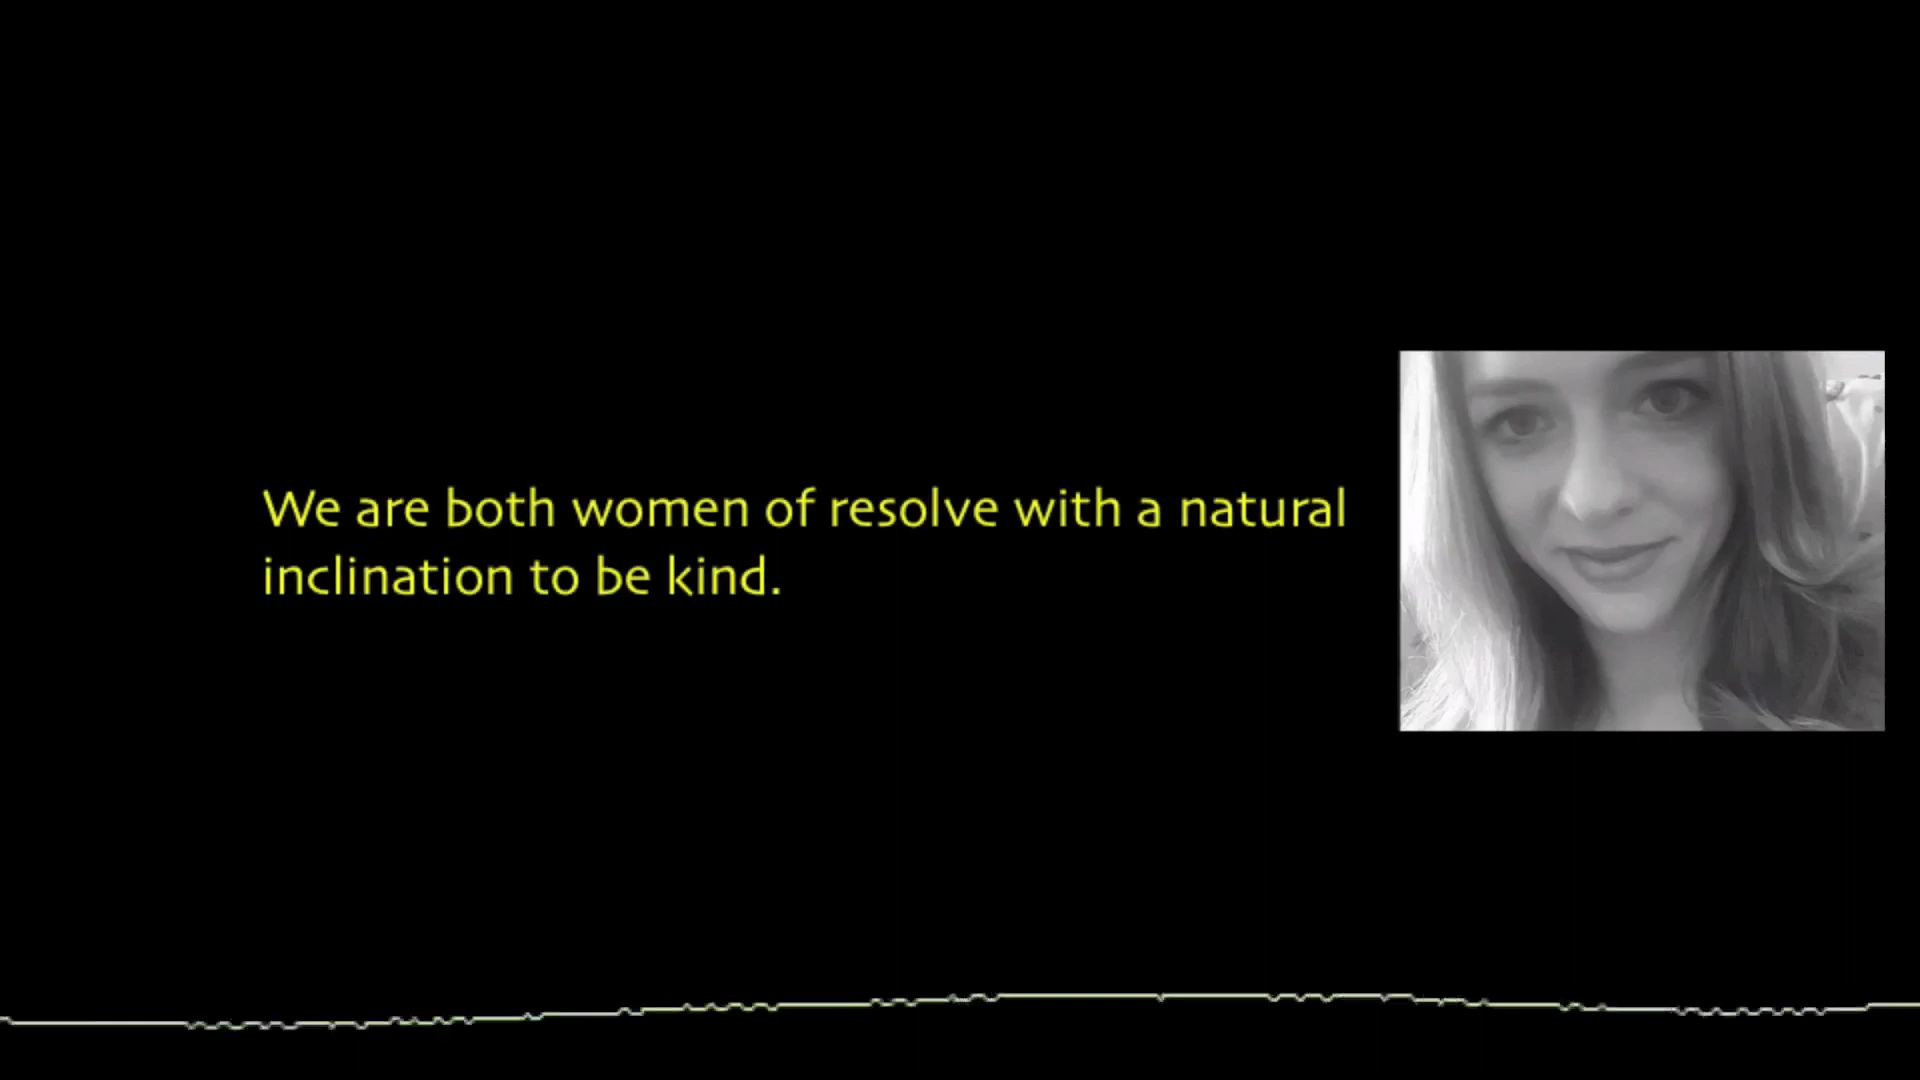 We are both women of resolve with a natural
inclination to be kind.